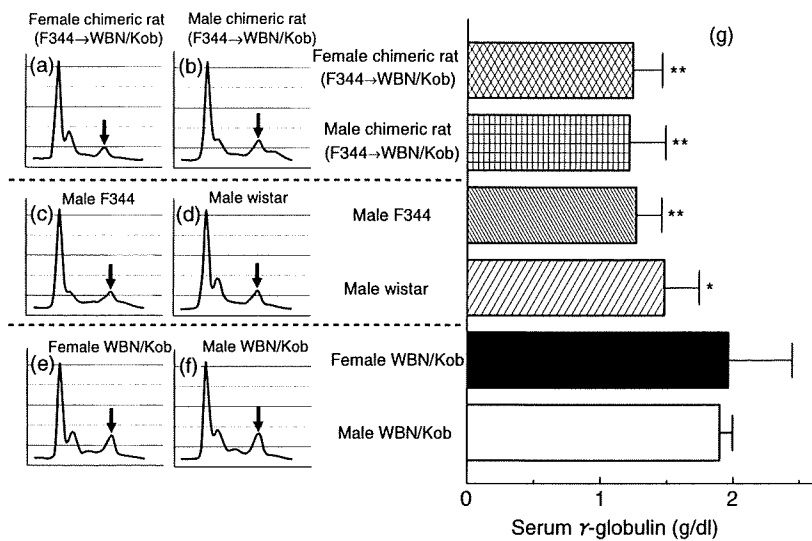 Female chimeric rat
(F344→WBN/Kob)
Male chimeric rat
(F344→WBN/Kob)
(a)
(b)
Male F344
Male wistar
(c)
(d)
Female WBN/Kob
Male WBN/Kob
(e)
(f)
(g)
Female chimeric rat
(F344→WBN/Kob)
**
Male chimeric rat
(F344→WBN/Kob)
**
Male F344
**
Male wistar
*
Female WBN/Kob
Male WBN/Kob
0
1
2
Serum γ-globulin (g/dl)